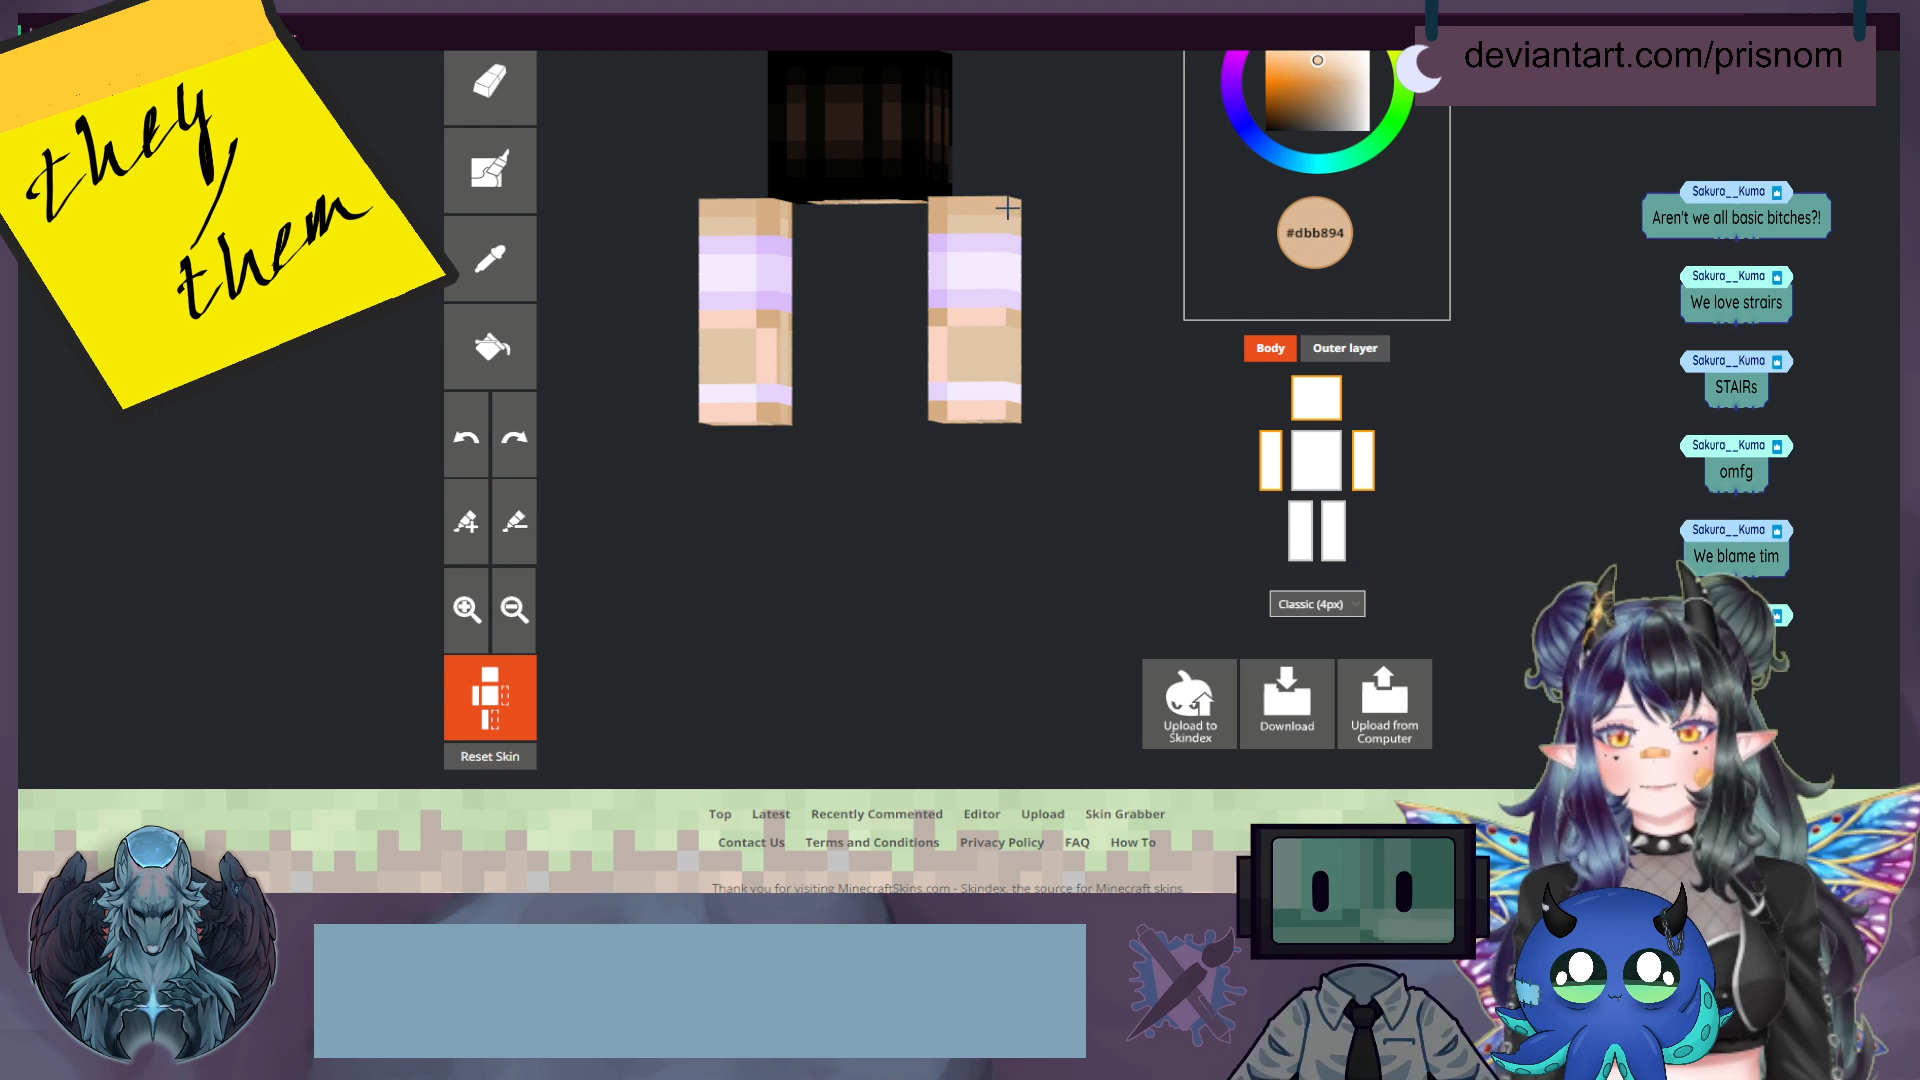 they
/
them
deviantart.com/prisnom
#dbb894
Body
Outer layer
Classic (4px)
Upload to
Skindex
Download
Upload from
Computer
Reset Skin
Sakura__Kuma
Aren't we all basic bitches?!
Sakura__Kuma
We love strairs
Sakura__Kuma
STAIRs
Sakura__Kuma
omfg
Sakura__Kuma
We blame tim
Top Latest Recently Commented Editor Upload Skin Grabber
Contact Us Terms and Conditions Privacy Policy FAQ How To
Thank you for visiting MinecraftSkins.com - Skindex, the source for Minecraft skins